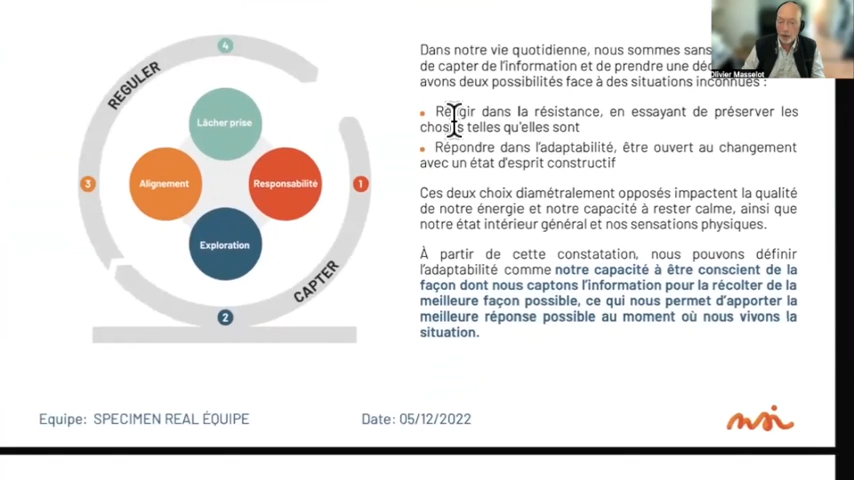 4
REGULER
Lâcher prise
3
Alignement
Responsabilité
1
Exploration
CAPTER
2
Dans notre vie quotidienne, nous sommes sans
de capter de l'information et de prendre une
avons deux possibilités face à des situations inconnues :
• Réagir dans la résistance, en essayant de préserver les
choses telles qu'elles sont
• Répondre dans l'adaptabilité, être ouvert au changement
avec un état d'esprit constructif
Ces deux choix diamétralement opposés impactent la qualité
de notre énergie et notre capacité à rester calme, ainsi que
notre état intérieur général et nos sensations physiques.
À partir de cette constatation, nous pouvons définir
l'adaptabilité comme notre capacité à être conscient de la
façon dont nous captons l'information pour la récolter de la
meilleure façon possible, ce qui nous permet d'apporter la
meilleure réponse possible au moment où nous vivons la
situation.
Olivier Masselot
Equipe: SPECIMEN REAL ÉQUIPE
Date: 05/12/2022